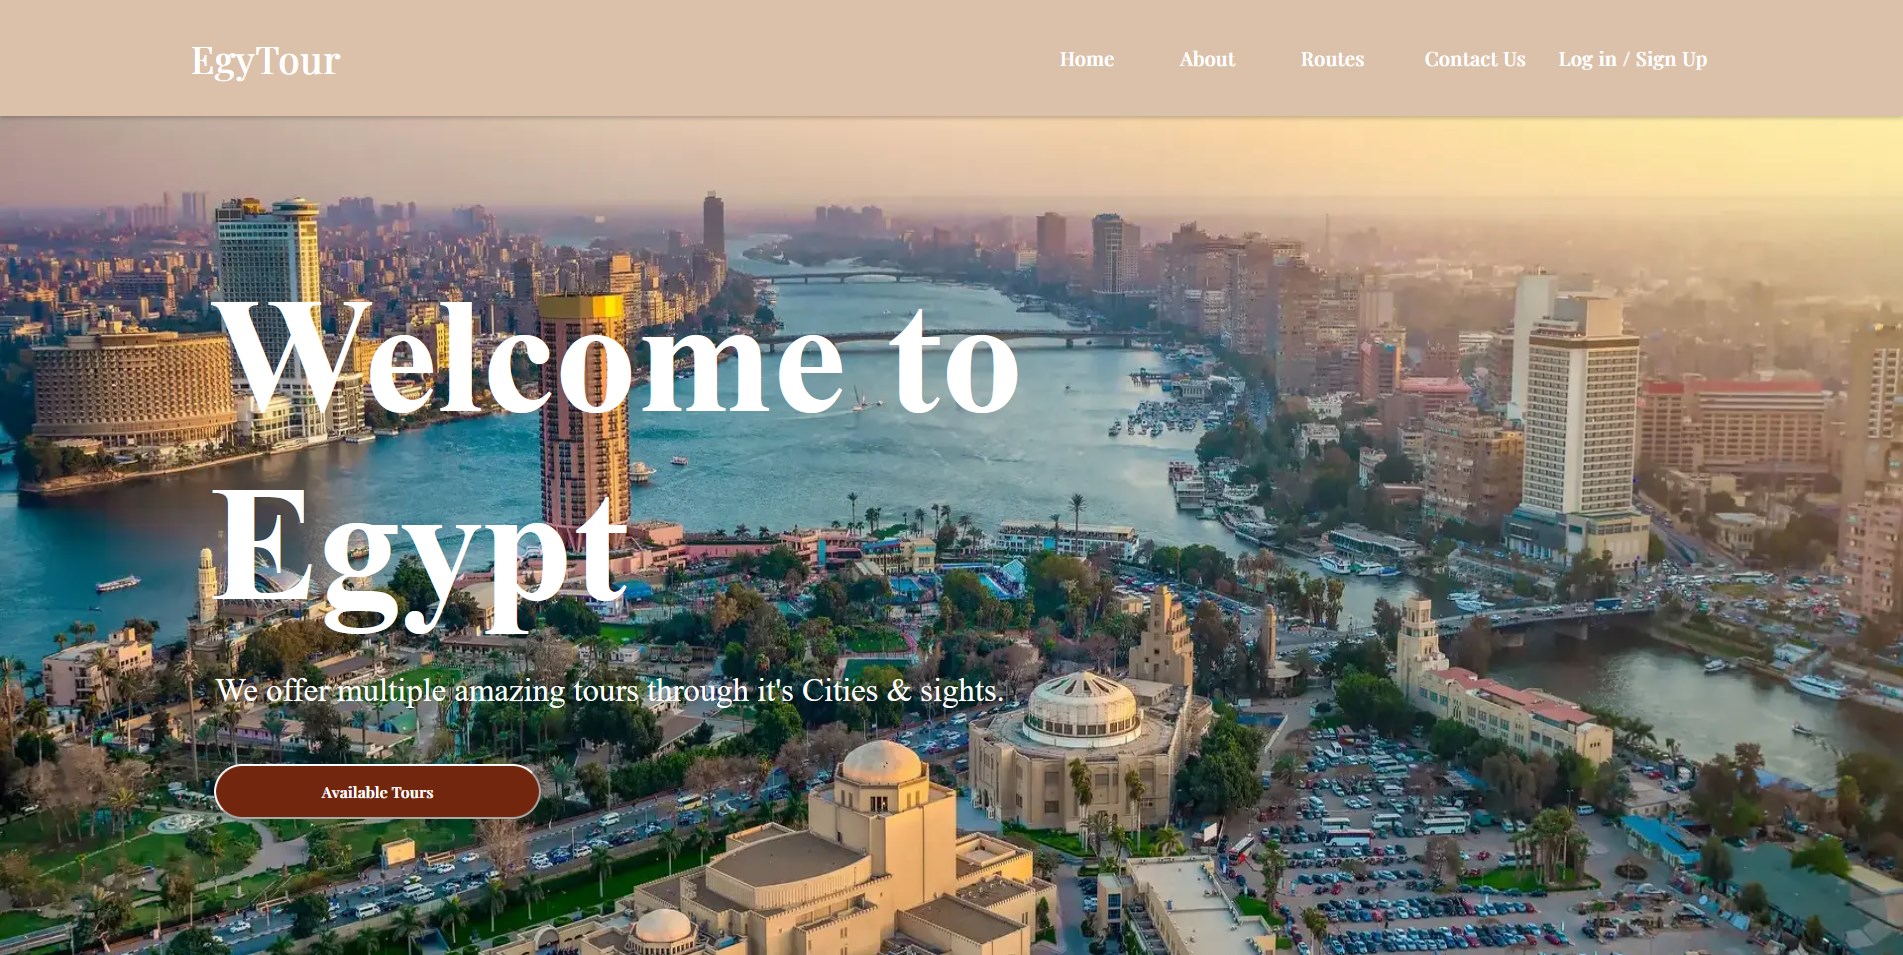 EgyTour
Home About Routes Contact Us Log in / Sign Up
Welcome to
Egypt
We offer multiple amazing tours through it's Cities & sights.
Available Tours